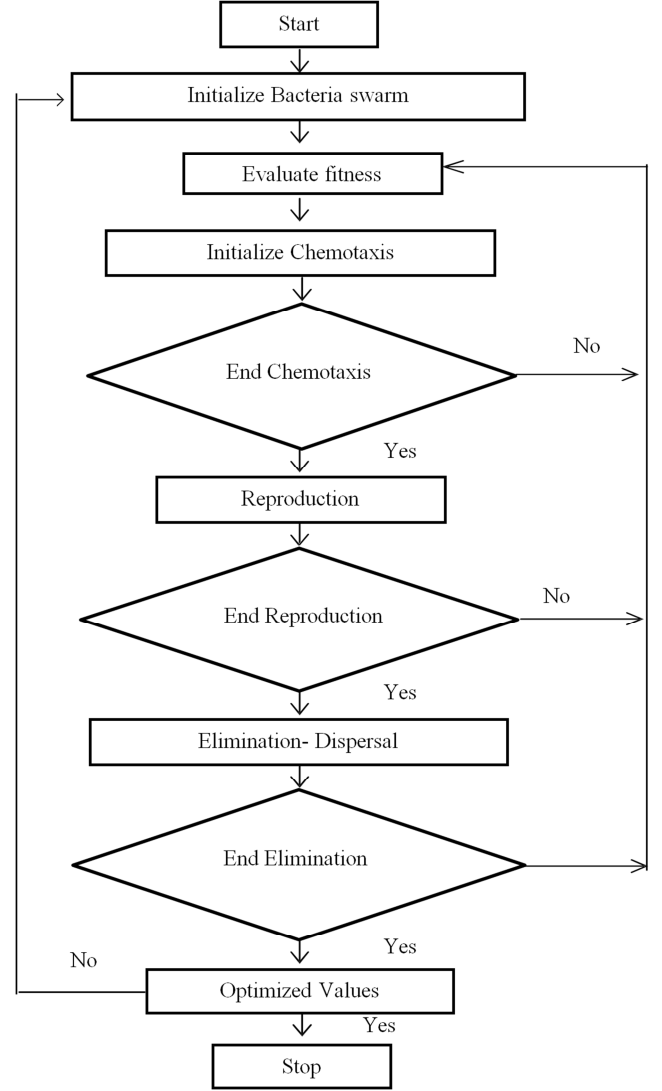 Start
Initialize Bacteria swarm
Evaluate fitness
Initialize Chemotaxis
No
End Chemotaxis
Yes
Reproduction
No
End Reproduction
Yes
Elimination- Dispersal
End Elimination
Yes
No
Optimized Values
Yes
Stop